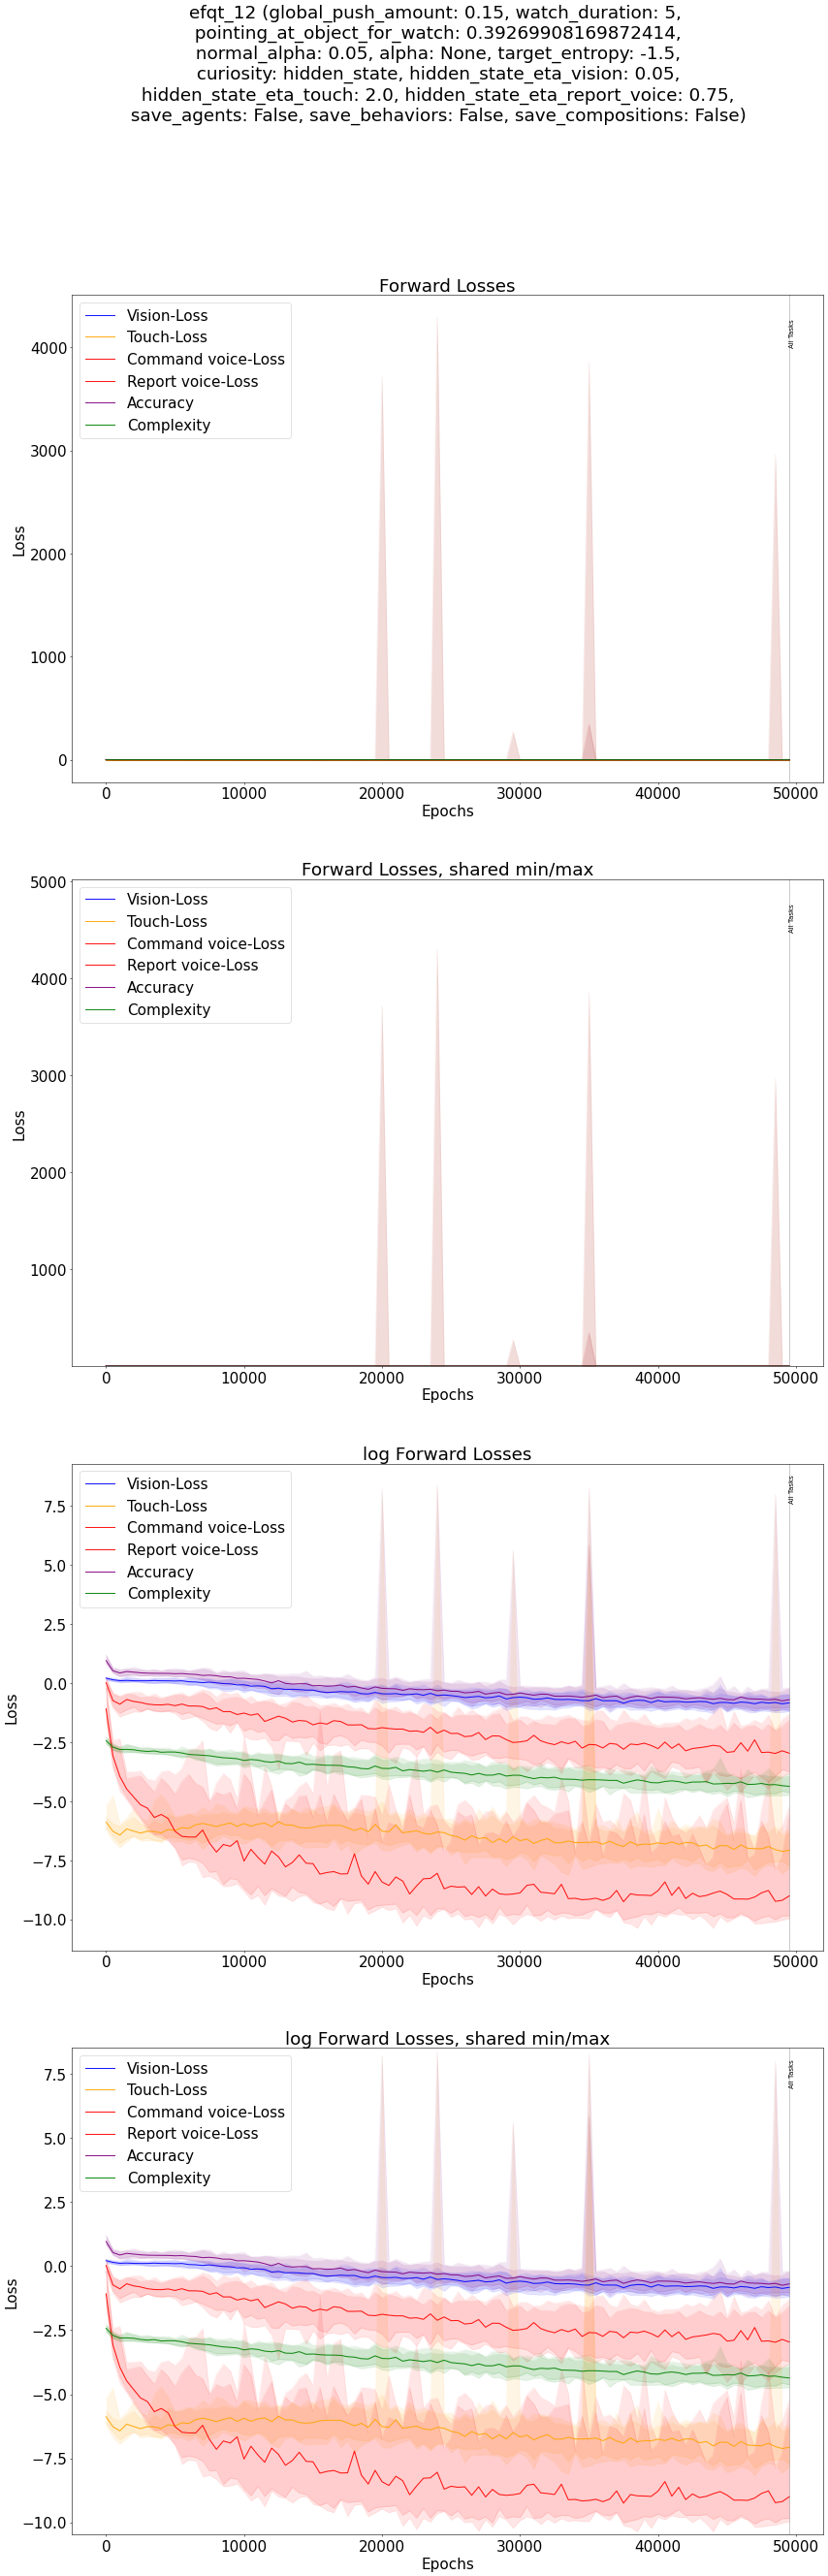 efqt_12 (global_push_amount: 0.15, watch_duration: 5,
pointing_at_object_for_watch: 0.39269908169872414,
normal_alpha: 0.05, alpha: None, target_entropy: -1.5,
curiosity: hidden_state, hidden_state_eta_vision: 0.05,
hidden_state_eta_touch: 2.0, hidden_state_eta_report_voice: 0.75,
save_agents: False, save_behaviors: False, save_compositions: False)
Forward Losses
Vision-Loss
Touch-Loss
Command voice-Loss
Report voice-Loss
Accuracy
Complexity
All Tasks
4000
3000
2000
1000
0
Loss
0
10000
20000
30000
40000
50000
Epochs
Forward Losses, shared min/max
Vision-Loss
Touch-Loss
Command voice-Loss
Report voice-Loss
Accuracy
Complexity
All Tasks
5000
4000
3000
2000
1000
Loss
0
10000
20000
30000
40000
50000
Epochs
log Forward Losses
Vision-Loss
Touch-Loss
Command voice-Loss
Report voice-Loss
Accuracy
Complexity
All Tasks
7.5
5.0
2.5
0.0
−2.5
−5.0
−7.5
−10.0
Loss
0
10000
20000
30000
40000
50000
Epochs
log Forward Losses, shared min/max
Vision-Loss
Touch-Loss
Command voice-Loss
Report voice-Loss
Accuracy
Complexity
All Tasks
7.5
5.0
2.5
0.0
−2.5
−5.0
−7.5
−10.0
Loss
0
10000
20000
30000
40000
50000
Epochs